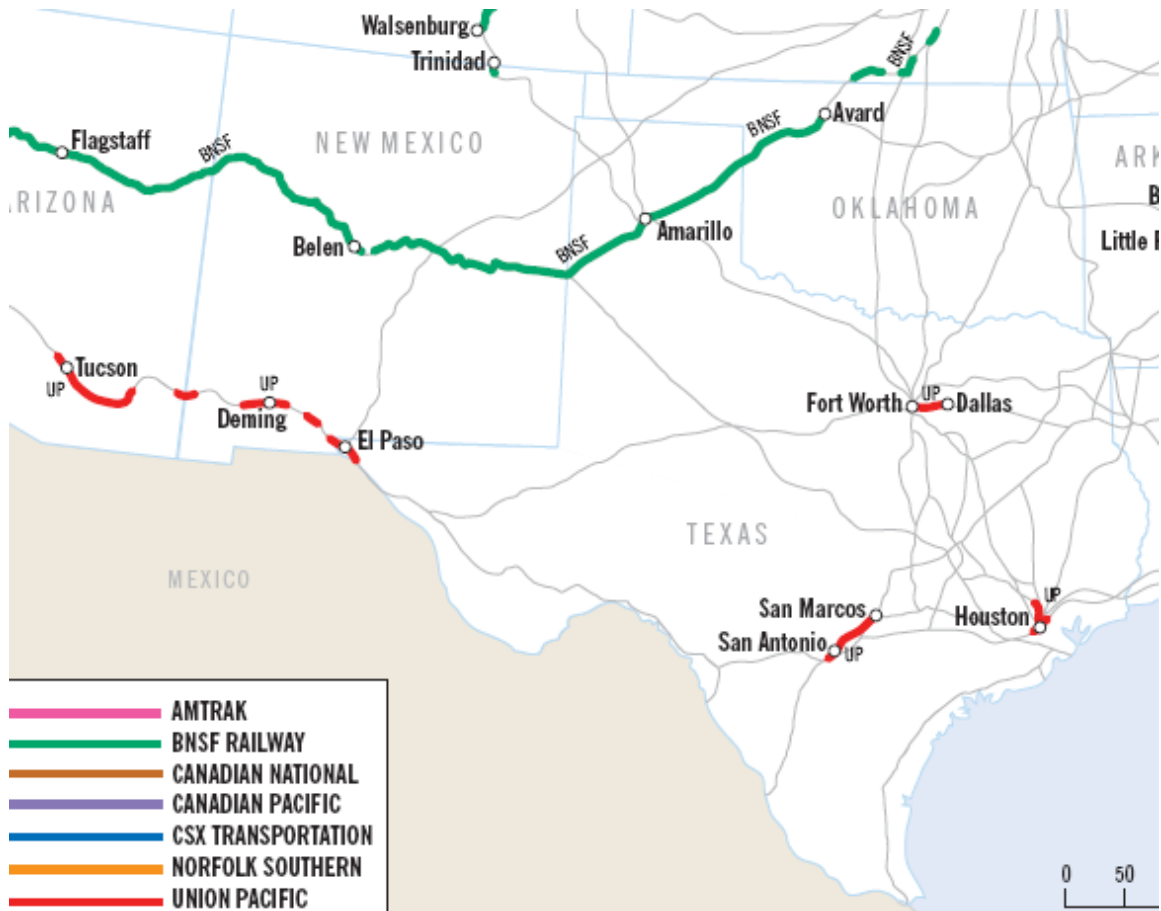 Walsenburg
Trinidad
BNSF
Flagstaff
BNSF
NEW MEXICO
BNSF
Avard
ARK
ARIZONA
OKLAHOMA
B
Belen
BNSF
Amarillo
Little R
Tucson
UP
UP
Deming
El Paso
Fort Worth
UP
Dallas
TEXAS
MEXICO
San Marcos
UP
Houston
San Antonio
UP
AMTRAK
BNSF RAILWAY
CANADIAN NATIONAL
CANADIAN PACIFIC
CSX TRANSPORTATION
NORFOLK SOUTHERN
UNION PACIFIC
0 50